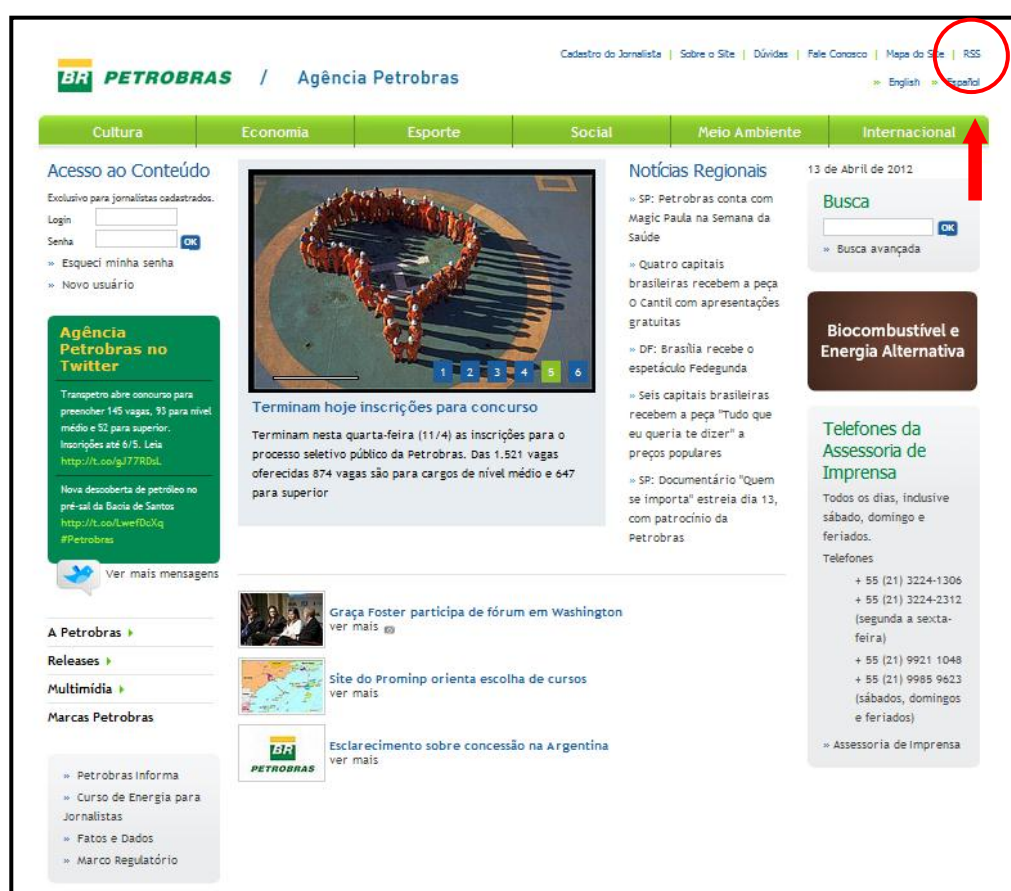 BR PETROBRAS / Agência Petrobras
Cadastro do Jornalista | Sobre o Site | Dúvidas | Fale Conosco | Mapa do Site | RSS
» English » Español
Cultura
Economia
Esporte
Social
Meio Ambiente
Internacional
Acesso ao Conteúdo
Exclusivo para jornalistas cadastrados.
Login
Senha
OK
» Esqueci minha senha
» Novo usuário
Agência
Petrobras no
Twitter
Transpetro abre concurso para
preencher 145 vagas, 93 para nível
médio e 52 para superior.
Inscrições até 6/5. Leia
http://t.co/gJ77RDsL
Nova descoberta de petróleo no
pré-sal da Bacia de Santos
http://t.co/LwefDcXq
#Petrobras
Ver mais mensagens
A Petrobras
Releases
Multimídia
Marcas Petrobras
» Petrobras Informa
» Curso de Energia para
Jornalistas
» Fatos e Dados
» Marco Regulatório
1 2 3 4 5 6
Terminam hoje inscrições para concurso
Terminam nesta quarta-feira (11/4) as inscrições para o
processo seletivo público da Petrobras. Das 1.521 vagas
oferecidas 874 vagas são para cargos de nível médio e 647
para superior
Graça Foster participa de fórum em Washington
ver mais
Site do Prominp orienta escolha de cursos
ver mais
BR
PETROBRAS
Esclarecimento sobre concessão na Argentina
ver mais
Notícias Regionais
» SP: Petrobras conta com
Magic Paula na Semana da
Saúde
» Quatro capitais
brasileiras recebem a peça
O Cantil com apresentações
gratuitas
» DF: Brasília recebe o
espetáculo Fedegunda
» Seis capitais brasileiras
recebem a peça "Tudo que
eu queria te dizer" a
preços populares
» SP: Documentário "Quem
se importa" estreia dia 13,
com patrocínio da
Petrobras
13 de Abril de 2012
Busca
OK
» Busca avançada
Biocombustível e
Energia Alternativa
Telefones da
Assessoria de
Imprensa
Todos os dias, inclusive
sábado, domingo e
feriados.
Telefones
+ 55 (21) 3224-1306
+ 55 (21) 3224-2312
(segunda a sexta-
feira)
+ 55 (21) 9921 1048
+ 55 (21) 9985 9623
(sábados, domingos
e feriados)
» Assessoria de Imprensa